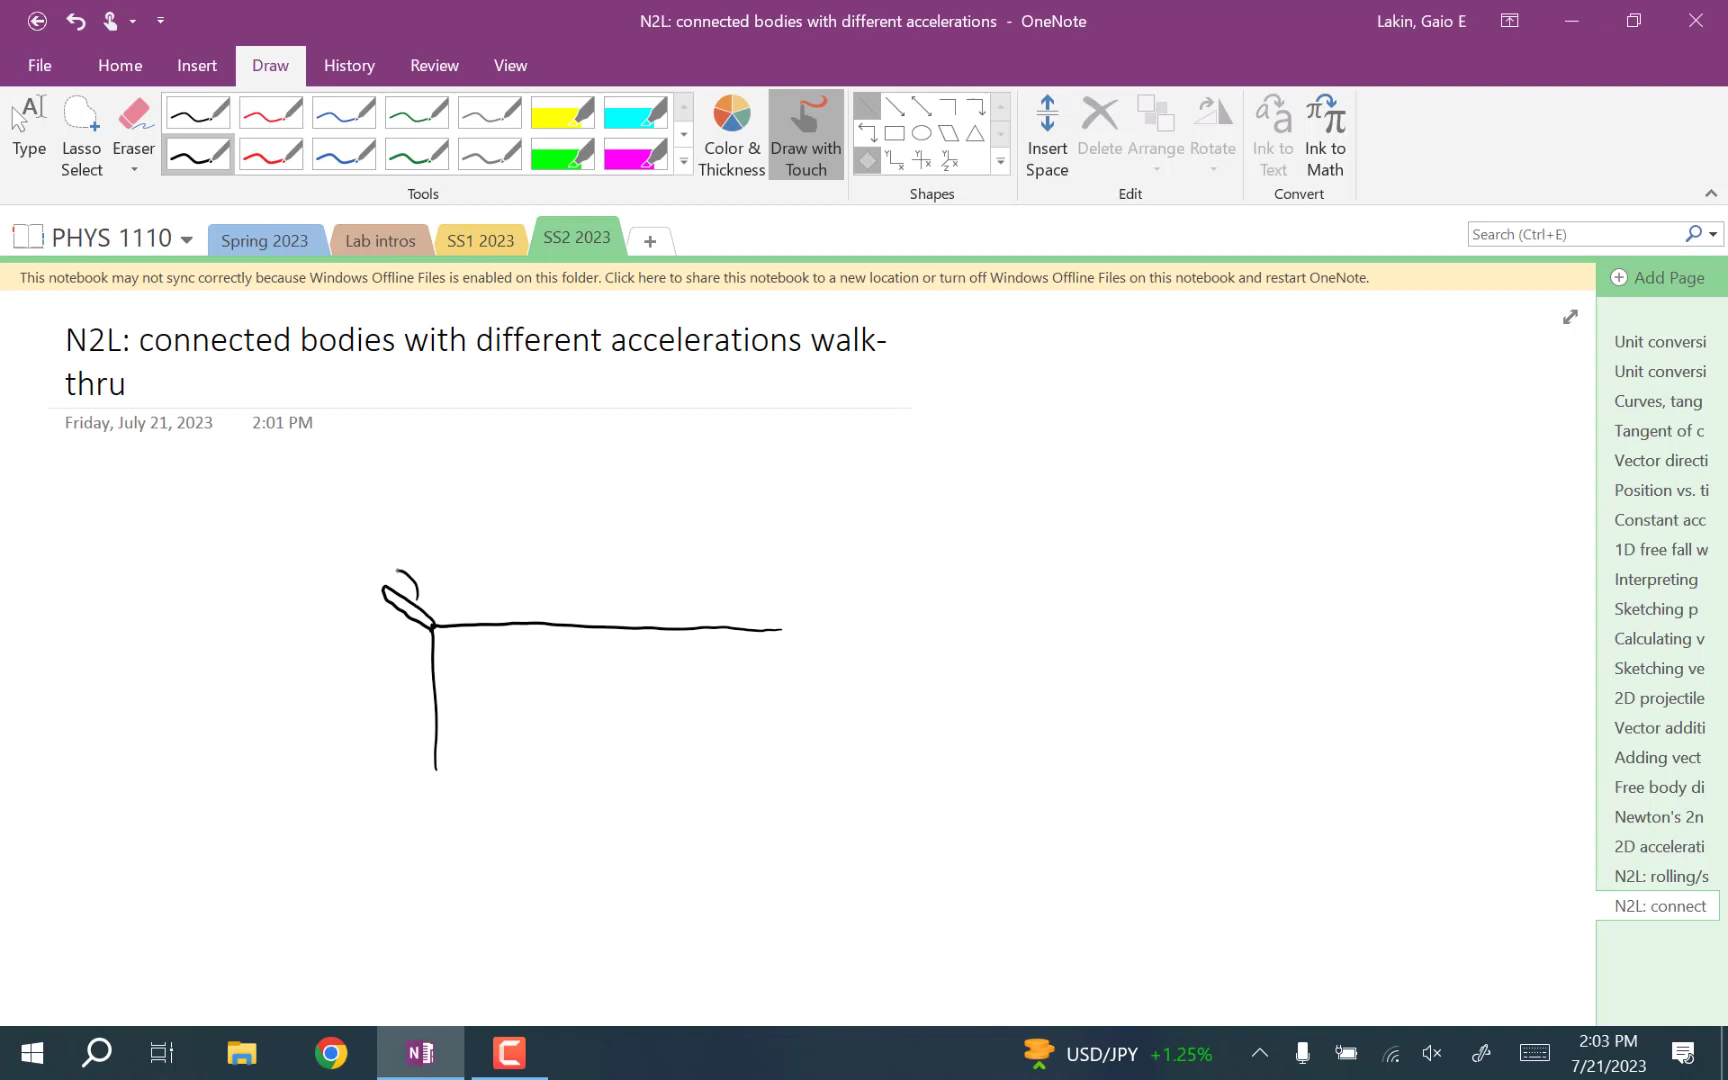 N2L: connected bodies with different accelerations - OneNote
Lakin, Gaio E
File
Home
Insert
Draw
History
Review
View
Type
Lasso Select
Eraser
Color & Thickness
Draw with Touch
Insert Space
Delete
Arrange
Rotate
Ink to Text
Ink to Math
Tools
Shapes
Edit
Convert
PHYS 1110
Spring 2023
Lab intros
SS1 2023
SS2 2023
Search (Ctrl+E)
This notebook may not sync correctly because Windows Offline Files is enabled on this folder. Click here to share this notebook to a new location or turn off Windows Offline Files on this notebook and restart OneNote.
Add Page
N2L: connected bodies with different accelerations walk-
thru
Friday, July 21, 2023 2:01 PM
Unit conversi
Unit conversi
Curves, tang
Tangent of c
Vector directi
Position vs. ti
Constant acc
1D free fall w
Interpreting
Sketching p
Calculating v
Sketching ve
2D projectile
Vector additi
Adding vect
Free body di
Newton's 2n
2D accelerati
N2L: rolling/s
N2L: connect
USD/JPY +1.25%
2:03 PM
7/21/2023